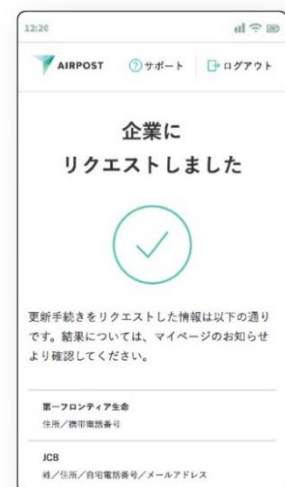 12:20
AIRPOST サポート ログアウト
企業に
リクエストしました
更新手続きをリクエストした情報は以下の通り
です。結果については、マイページのお知らせ
より確認してください。
第一フロンティア生命
住所／携帯電話番号
JCB
姓／住所／自宅電話番号／メールアドレス